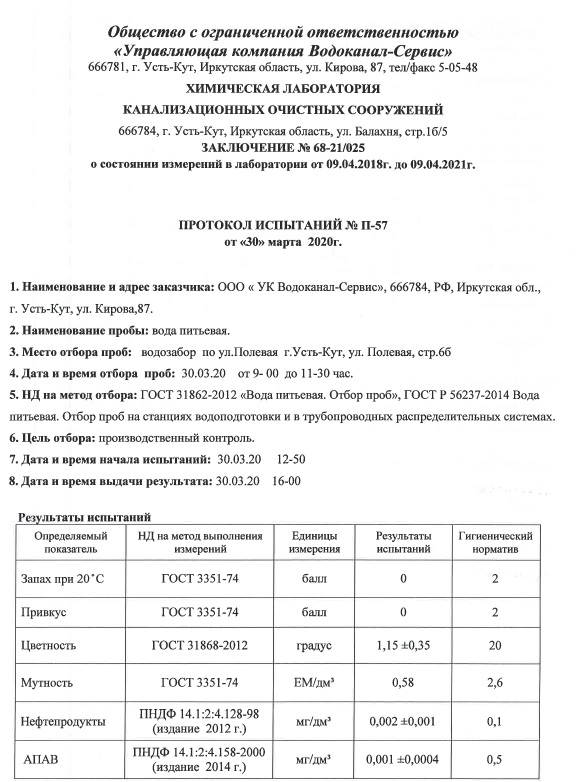 Общество с ограниченной ответственностью
«Управляющая компания Водоканал-Сервис»
666781, г. Усть-Кут, Иркутская область, ул. Кирова, 87, тел/факс 5-05-48
ХИМИЧЕСКАЯ ЛАБОРАТОРИЯ
КАНАЛИЗАЦИОННЫХ ОЧИСТНЫХ СООРУЖЕНИЙ
666784, г. Усть-Кут, Иркутская область, ул. Балахня, стр.1б/5
ЗАКЛЮЧЕНИЕ № 68-21/025
о состоянии измерений в лаборатории от 09.04.2018г. до 09.04.2021г.
ПРОТОКОЛ ИСПЫТАНИЙ № П-57
от «30» марта 2020г.
1. Наименование и адрес заказчика: ООО « УК Водоканал-Сервис», 666784, РФ, Иркутская обл.,
г. Усть-Кут, ул. Кирова,87.
2. Наименование пробы: вода питьевая.
3. Место отбора проб: водозабор по ул.Полевая г.Усть-Кут, ул. Полевая, стр.6б
4. Дата и время отбора проб: 30.03.20 от 9- 00 до 11-30 час.
5. НД на метод отбора: ГОСТ 31862-2012 «Вода питьевая. Отбор проб», ГОСТ Р 56237-2014 Вода
питьевая. Отбор проб на станциях водоподготовки и в трубопроводных распределительных системах.
6. Цель отбора: производственный контроль.
7. Дата и время начала испытаний: 30.03.20 12-50
8. Дата и время выдачи результата: 30.03.20 16-00
Результаты испытаний
Определяемый показатель НД на метод выполнения измерений Единицы измерения Результаты испытаний Гигиенический норматив
Запах при 20˚С ГОСТ 3351-74 балл 0 2
Привкус ГОСТ 3351-74 балл 0 2
Цветность ГОСТ 31868-2012 градус 1,15 ±0,35 20
Мутность ГОСТ 3351-74 ЕМ/дм³ 0,58 2,6
Нефтепродукты ПНДФ 14.1:2:4.128-98 (издание 2012 г.) мг/дм³ 0,002 ±0,001 0,1
АПАВ ПНДФ 14.1:2:4.158-2000 (издание 2014 г.) мг/дм³ 0,001 ±0,0004 0,5